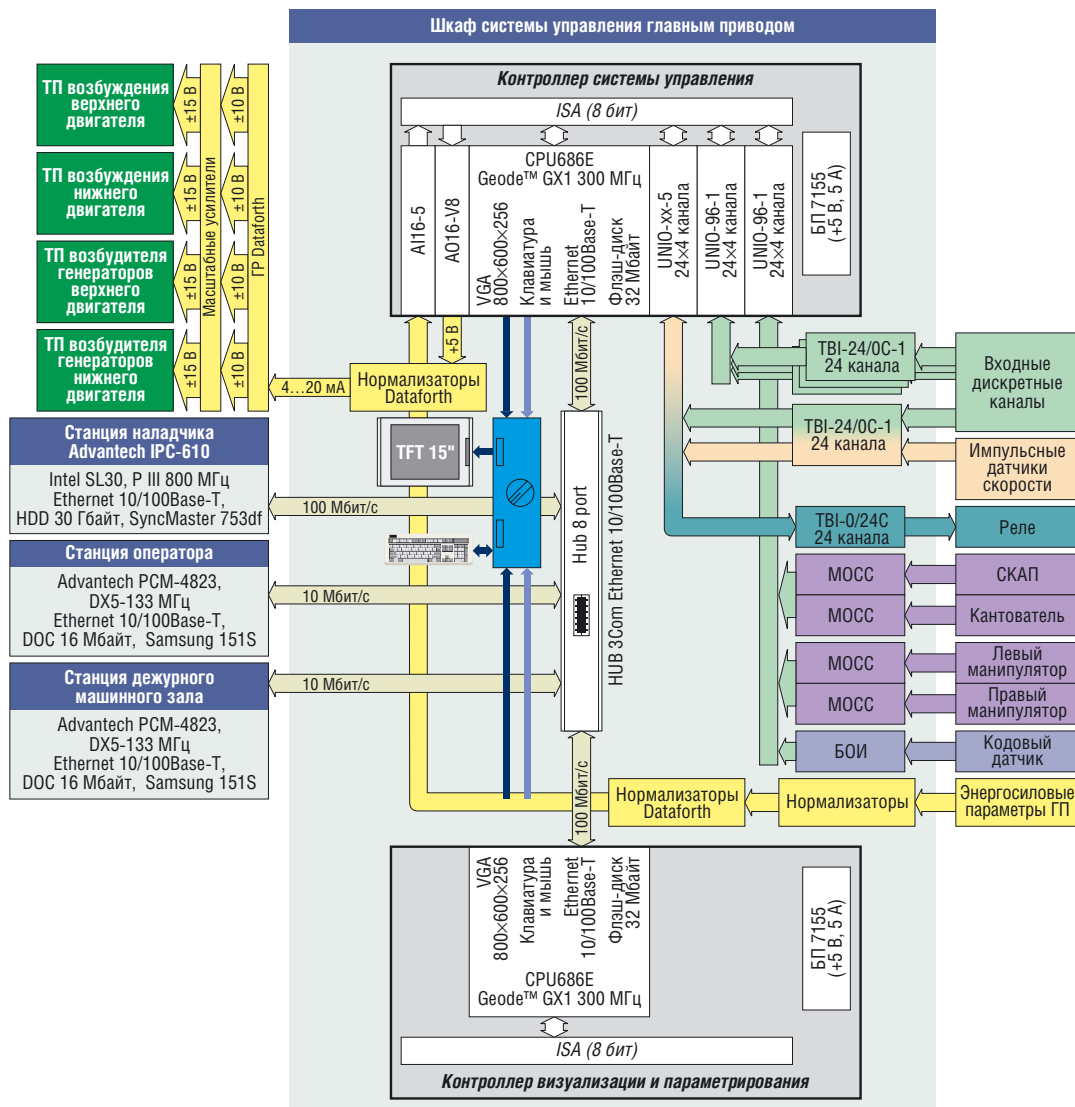 Шкаф системы управления главным приводом
Контроллер системы управления
ISA (8 бит)
AI16-5
AO16-V8
CPU686E
Geode™ GX1 300 МГц
VGA
800×600×256
Клавиатура
и мышь
Ethernet
10/100Base-T
Флэш-диск
32 Мбайт
UNIO-xx-5
24×4 канала
UNIO-96-1
24×4 канала
UNIO-96-1
24×4 канала
БП 7155
(+5 В, 5 А)
ТП возбуждения
верхнего
двигателя
±15 В
±10 В
ТП возбуждения
нижнего
двигателя
±15 В
±10 В
ТП возбудителя
генераторов
верхнего
двигателя
±15 В
±10 В
ТП возбудителя
генераторов
нижнего
двигателя
±15 В
±10 В
Масштабные усилители
ГР Dataforth
4...20 мА
+5 В
Нормализаторы
Dataforth
100 Мбит/с
TFT 15"
Станция наладчика
Advantech IPC-610
Intel SL30, P III 800 МГц
Ethernet 10/100Base-T,
HDD 30 Гбайт, SyncMaster 753df
100 Мбит/с
Станция оператора
Advantech PCM-4823,
DX5-133 МГц
Ethernet 10/100Base-T,
DOC 16 Мбайт, Samsung 151S
10 Мбит/с
Станция дежурного
машинного зала
Advantech PCM-4823,
DX5-133 МГц
Ethernet 10/100Base-T,
DOC 16 Мбайт, Samsung 151S
10 Мбит/с
Hub 8 port
HUB 3Com Ethernet 10/100Base-T
TBI-24/0C-1
24 канала
Входные
дискретные
каналы
TBI-24/0C-1
24 канала
Импульсные
датчики
скорости
TBI-0/24C
24 канала
Реле
МОСС
СКАП
МОСС
Кантователь
МОСС
Левый
манипулятор
МОСС
Правый
манипулятор
БОИ
Кодовый
датчик
Нормализаторы
Dataforth
Нормализаторы
Энергосиловые
параметры ГП
100 Мбит/с
VGA
800×600×256
Клавиатура
и мышь
Ethernet
10/100Base-T
Флэш-диск
32 Мбайт
CPU686E
Geode™ GX1 300 МГц
БП 7155
(+5 В, 5 А)
ISA (8 бит)
Контроллер визуализации и параметрирования